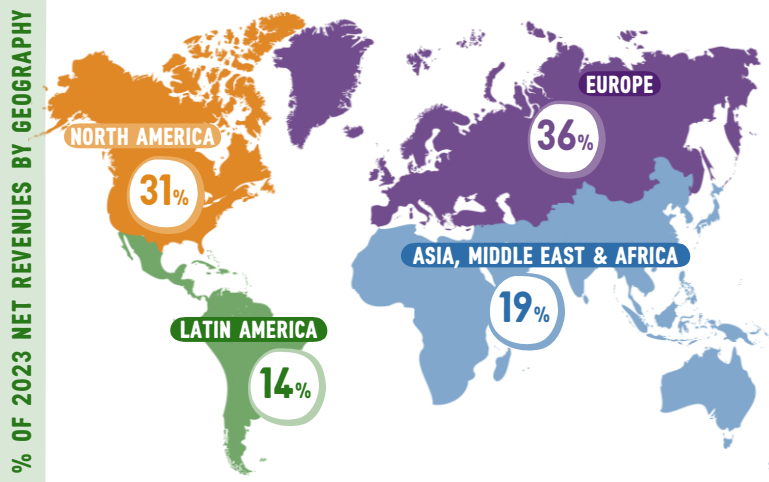 % OF 2023 NET REVENUES BY GEOGRAPHY
NORTH AMERICA
31%
EUROPE
36%
ASIA, MIDDLE EAST & AFRICA
19%
LATIN AMERICA
14%